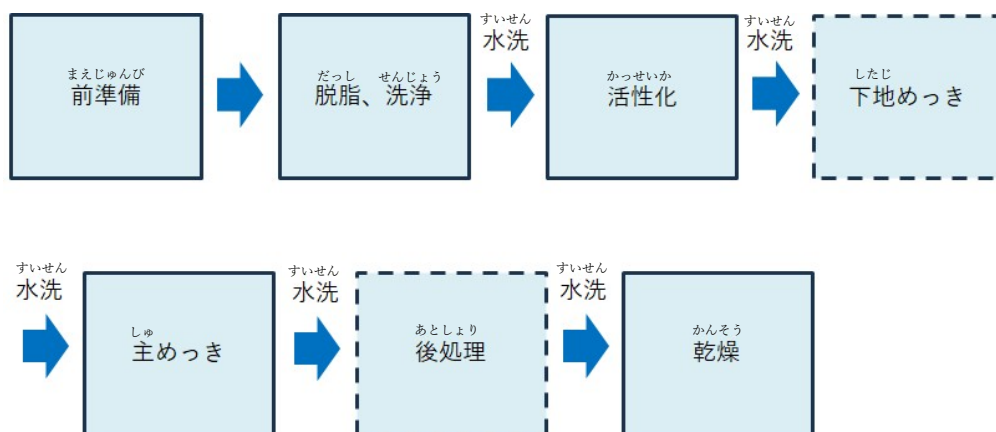 まえじゅんび
前準備
だっし せんじょう
脱脂、洗浄
すいせん
水洗
かっせいか
活性化
すいせん
水洗
したじ
下地めっき
すいせん
水洗
しゅ
主めっき
すいせん
水洗
あとしょり
後処理
すいせん
水洗
かんそう
乾燥